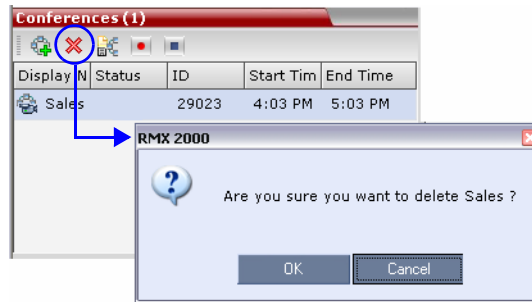 Conferences (1)
Display N Status ID Start Tim End Time
Sales 29023 4:03 PM 5:03 PM
RMX 2000
Are you sure you want to delete Sales ?
OK Cancel